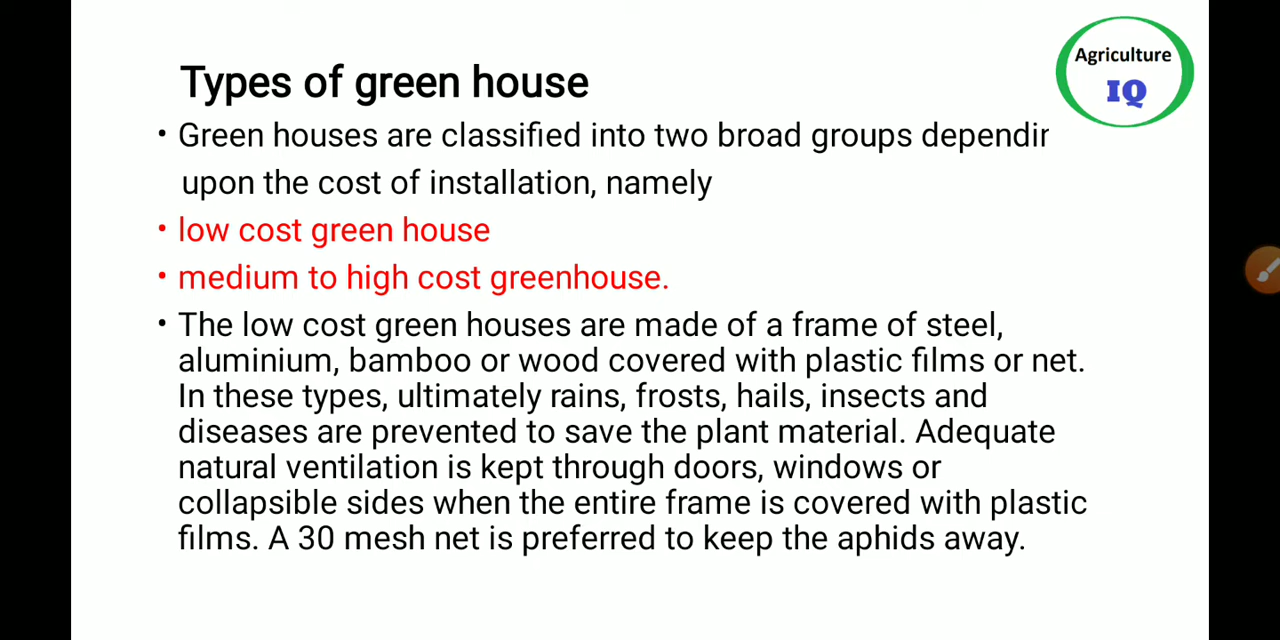 Agriculture
IQ
Types of green house
• Green houses are classified into two broad groups dependin
upon the cost of installation, namely
• low cost green house
• medium to high cost greenhouse.
• The low cost green houses are made of a frame of steel,
aluminium, bamboo or wood covered with plastic films or net.
In these types, ultimately rains, frosts, hails, insects and
diseases are prevented to save the plant material. Adequate
natural ventilation is kept through doors, windows or
collapsible sides when the entire frame is covered with plastic
films. A 30 mesh net is preferred to keep the aphids away.